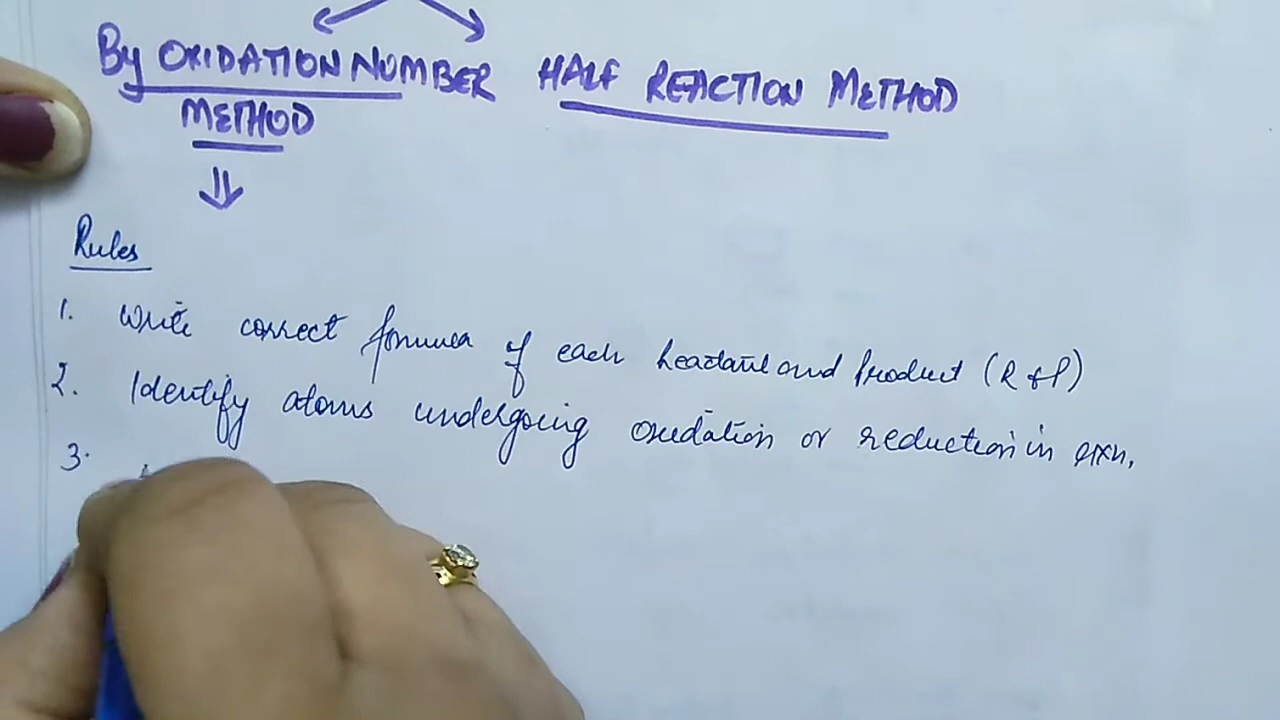 By OXIDATION NUMBER METHOD
HALF REACTION METHOD
Rules
1. Write correct formula of each Reactant and Product (R & P)
2. Identify atoms undergoing oxidation or reduction in rxn.
3.